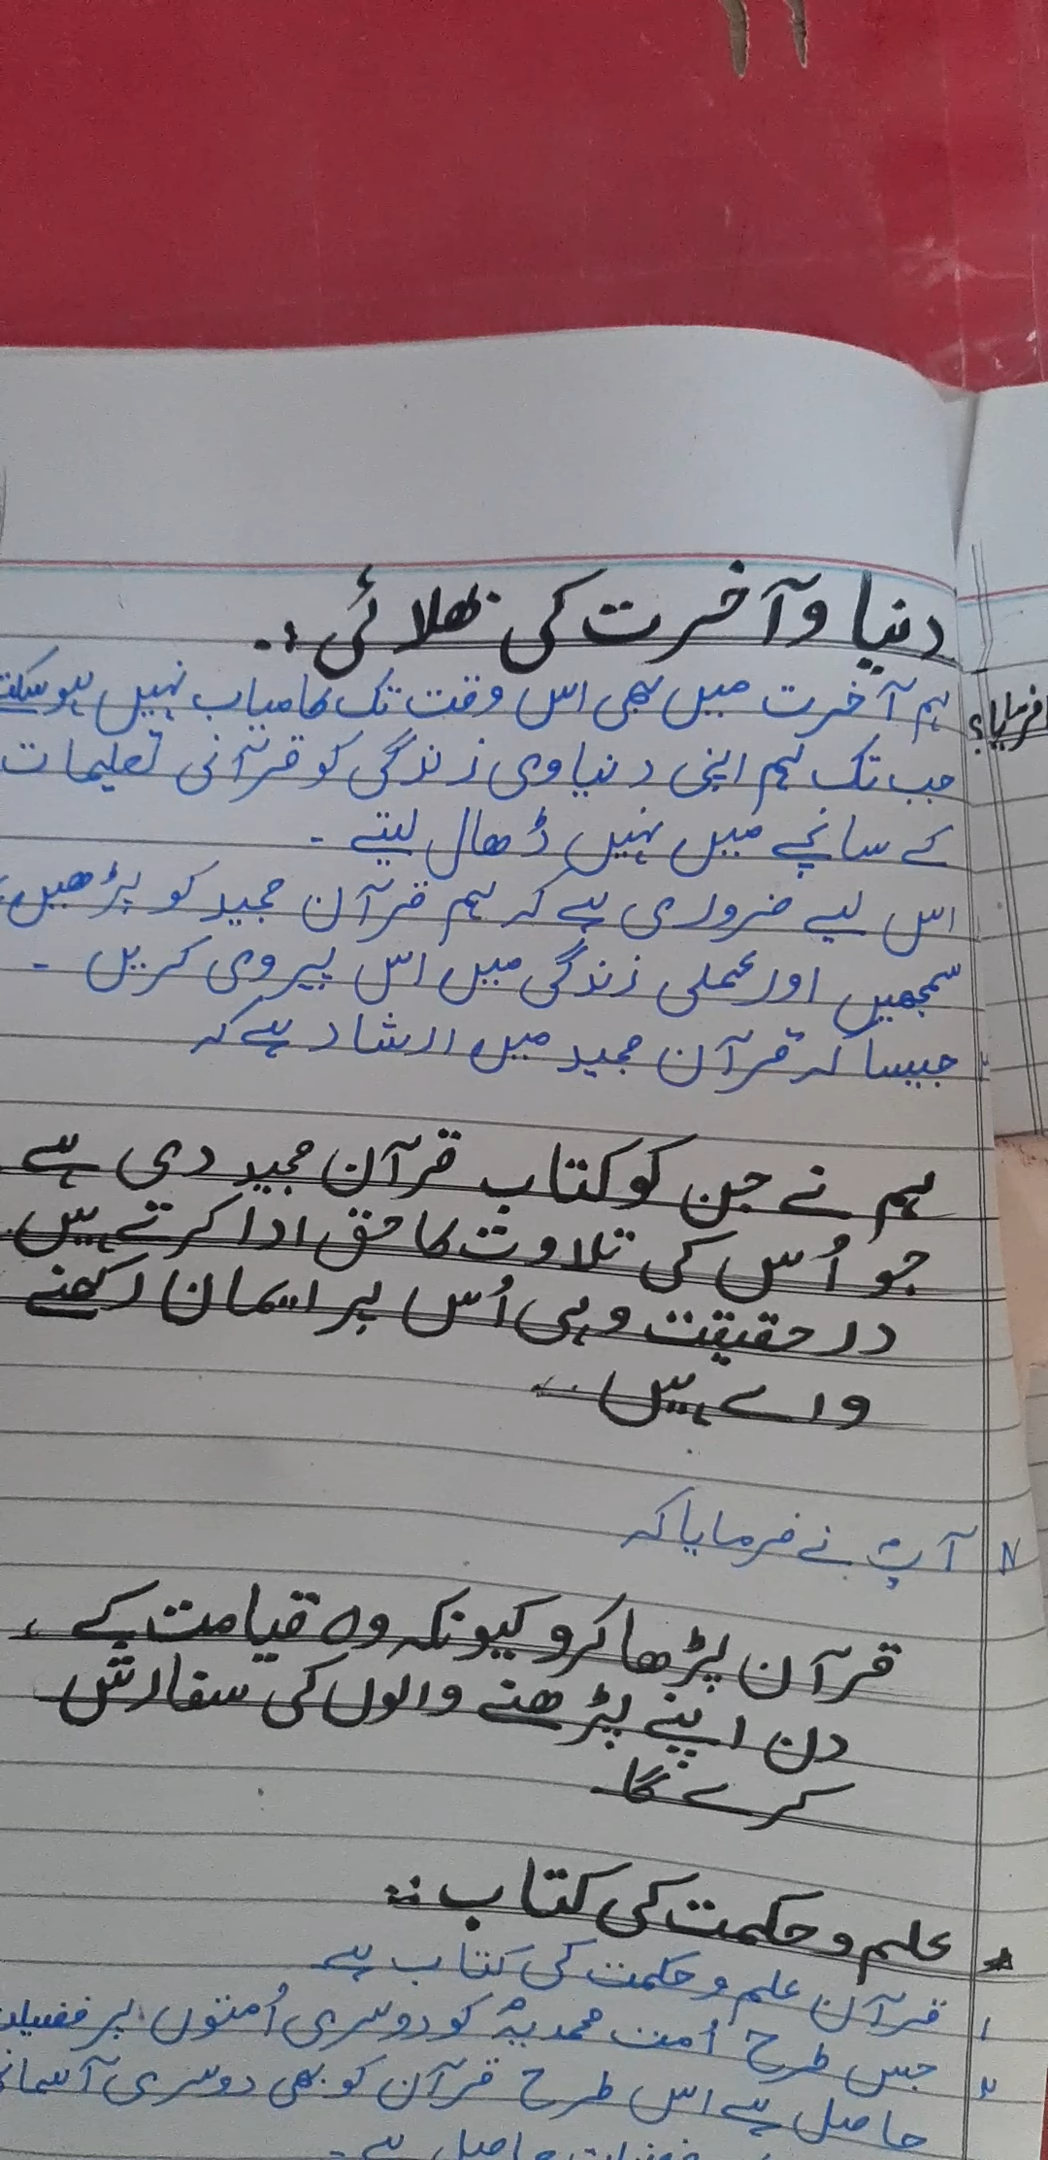 دنیا و آخرت کی بھلائی :.
ہم آخرت میں بھی اس وقت تک کامیاب نہیں ہو سکتے
جب تک ہم اپنی دنیاوی زندگی کو قرآنی تعلیمات
کے سانچے میں نہیں ڈھال لیتے ۔
اس لیے ضروری ہے کہ ہم قرآن مجید کو پڑھیں،
سمجھیں اور عملی زندگی میں اس پیروی کریں ۔
جیسا کہ قرآن مجید میں ارشاد ہے کہ
ہم نے جن کو کتاب قرآن مجید دی ہے
جو اُس کی تلاوت کا حق ادا کرتے ہیں
در حقیقت وہی اُس پر ایمان رکھنے
والے ہیں ..
آپؐ نے فرمایا کہ
قرآن پڑھا کرو کیونکہ وہ قیامت کے
دن اپنے پڑھنے والوں کی سفارش
کرے گا۔
علم و حکمت کی کتاب ::
۱ قرآن علم و حکمت کی کتاب ہے
۲ جس طرح اُمت محمدیہؐ کو دوسری اُمتوں پر
حاصل ہے اس طرح قرآن کو بھی دوسری
حاصل ہے۔